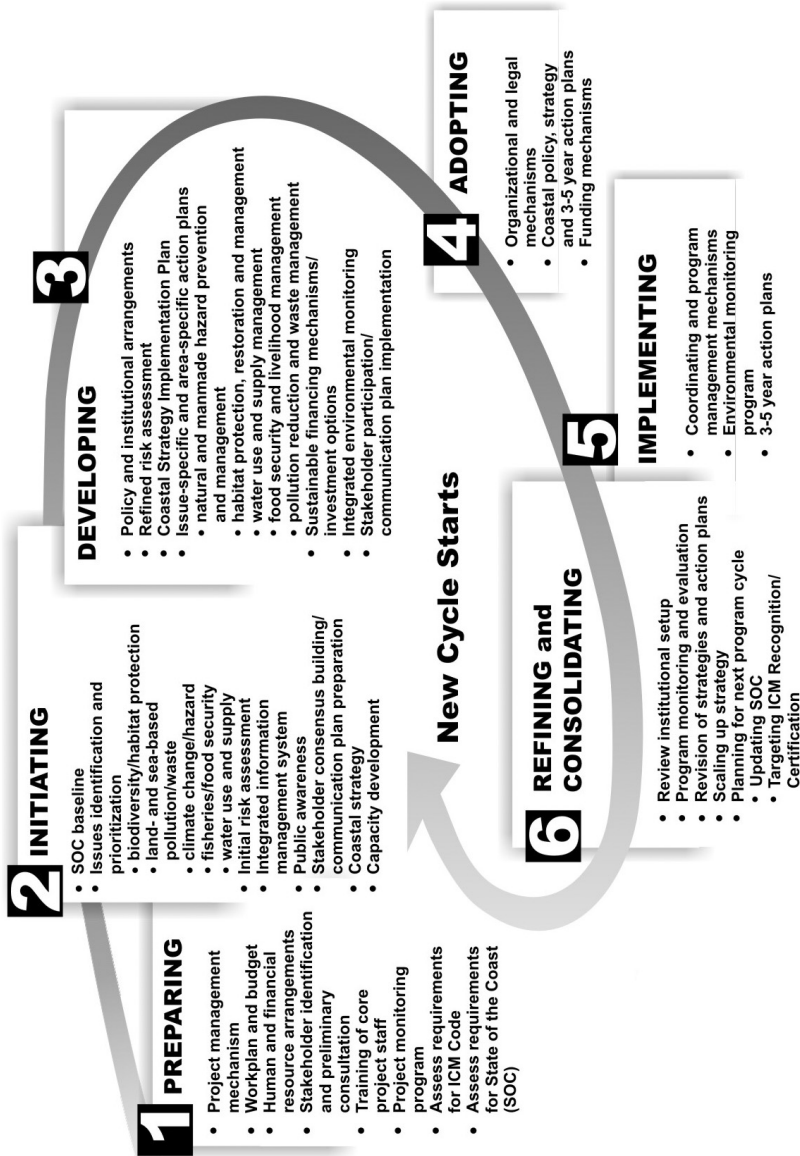 1 PREPARING
• Project management
mechanism
• Workplan and budget
• Human and financial
resource arrangements
• Stakeholder identification
and preliminary
consultation
• Training of core
project staff
• Project monitoring
program
• Assess requirements
for ICM Code
• Assess requirements
for State of the Coast
(SOC)
2 INITIATING
• SOC baseline
• Issues identification and
prioritization
• biodiversity/habitat protection
• land- and sea-based
pollution/waste
• climate change/hazard
• fisheries/food security
• water use and supply
• Initial risk assessment
• Integrated information
management system
• Public awareness
• Stakeholder consensus building/
communication plan preparation
• Coastal strategy
• Capacity development
3
DEVELOPING
• Policy and institutional arrangements
• Refined risk assessment
• Coastal Strategy Implementation Plan
• Issue-specific and area-specific action plans
• natural and manmade hazard prevention
and management
• habitat protection, restoration and management
• water use and supply management
• food security and livelihood management
• pollution reduction and waste management
• Sustainable financing mechanisms/
investment options
• Integrated environmental monitoring
• Stakeholder participation/
communication plan implementation
4 ADOPTING
• Organizational and legal
mechanisms
• Coastal policy, strategy
and 3-5 year action plans
• Funding mechanisms
5
IMPLEMENTING
• Coordinating and program
management mechanisms
• Environmental monitoring
program
• 3-5 year action plans
6 REFINING and
CONSOLIDATING
• Review institutional setup
• Program monitoring and evaluation
• Revision of strategies and action plans
• Scaling up strategy
• Planning for next program cycle
• Updating SOC
• Targeting ICM Recognition/
Certification
New Cycle Starts